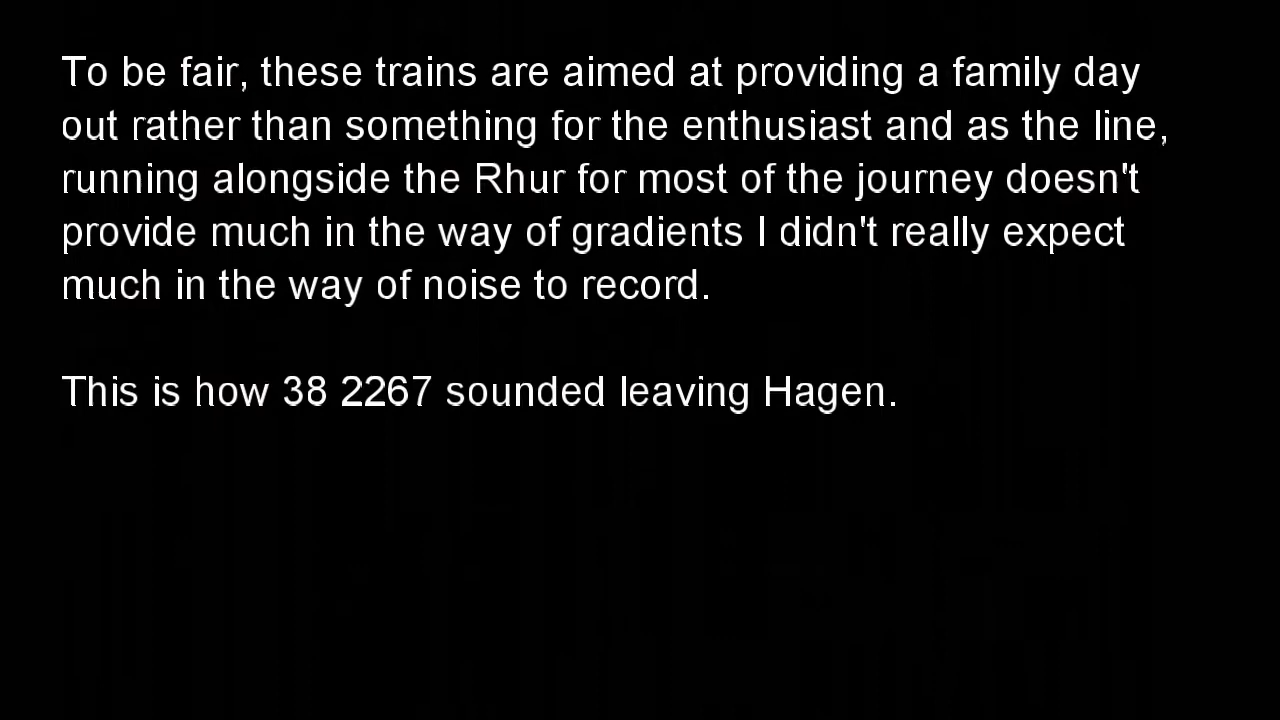 To be fair, these trains are aimed at providing a family day
out rather than something for the enthusiast and as the line,
running alongside the Rhur for most of the journey doesn't
provide much in the way of gradients I didn't really expect
much in the way of noise to record.
This is how 38 2267 sounded leaving Hagen.